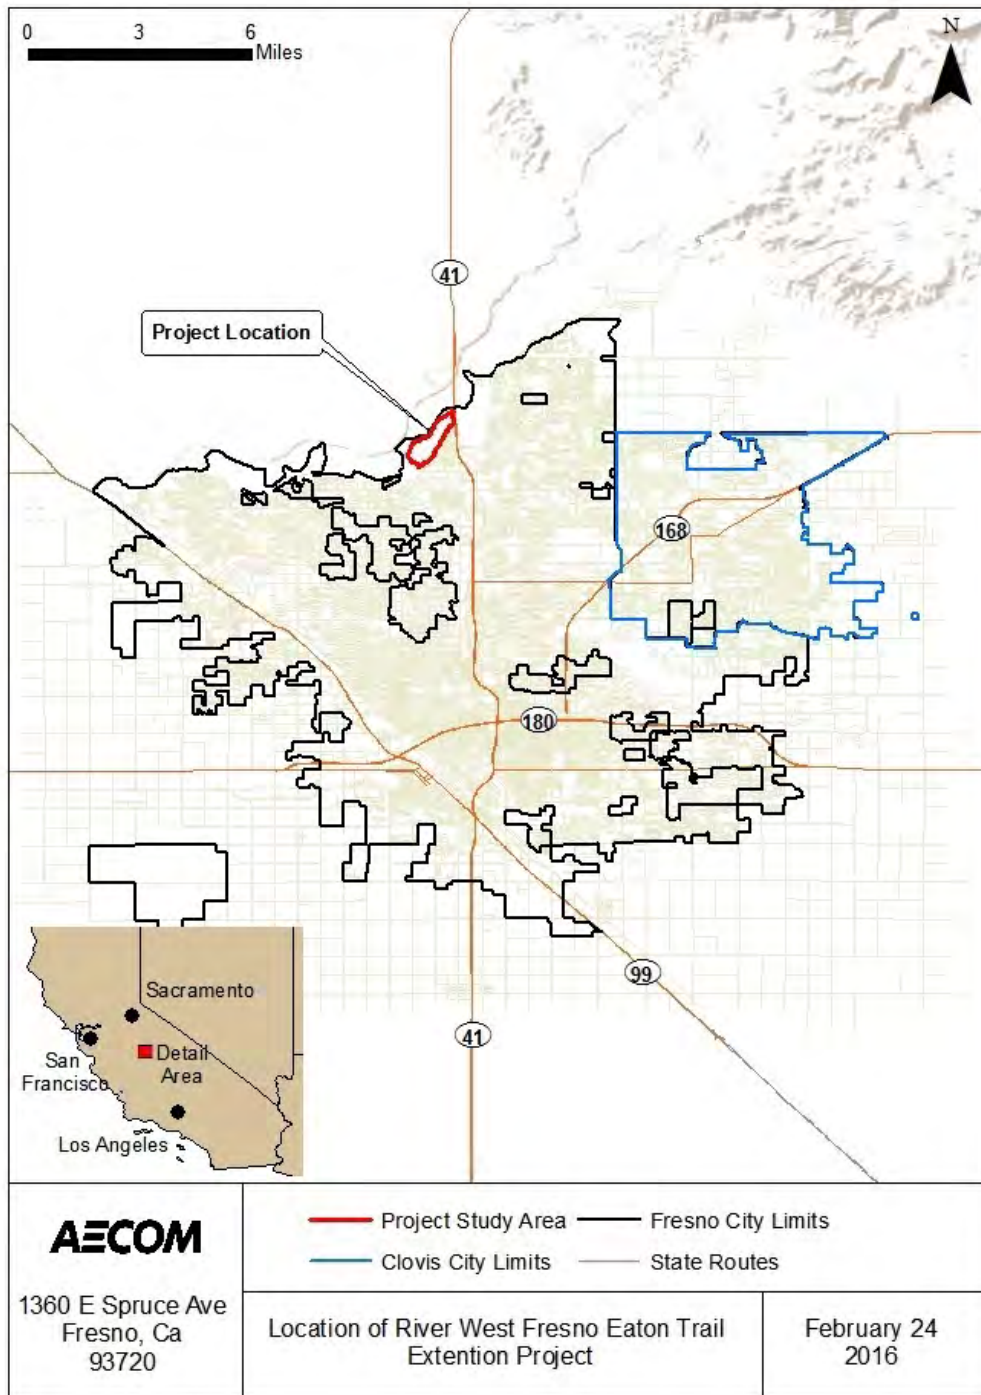 0 3 6
Miles
N
41
Project Location
168
180
99
41
Sacramento
San
Francisco
Detail
Area
Los Angeles
AECOM
1360 E Spruce Ave
Fresno, Ca
93720
Project Study Area
Fresno City Limits
Clovis City Limits
State Routes
Location of River West Fresno Eaton Trail
Extention Project
February 24
2016